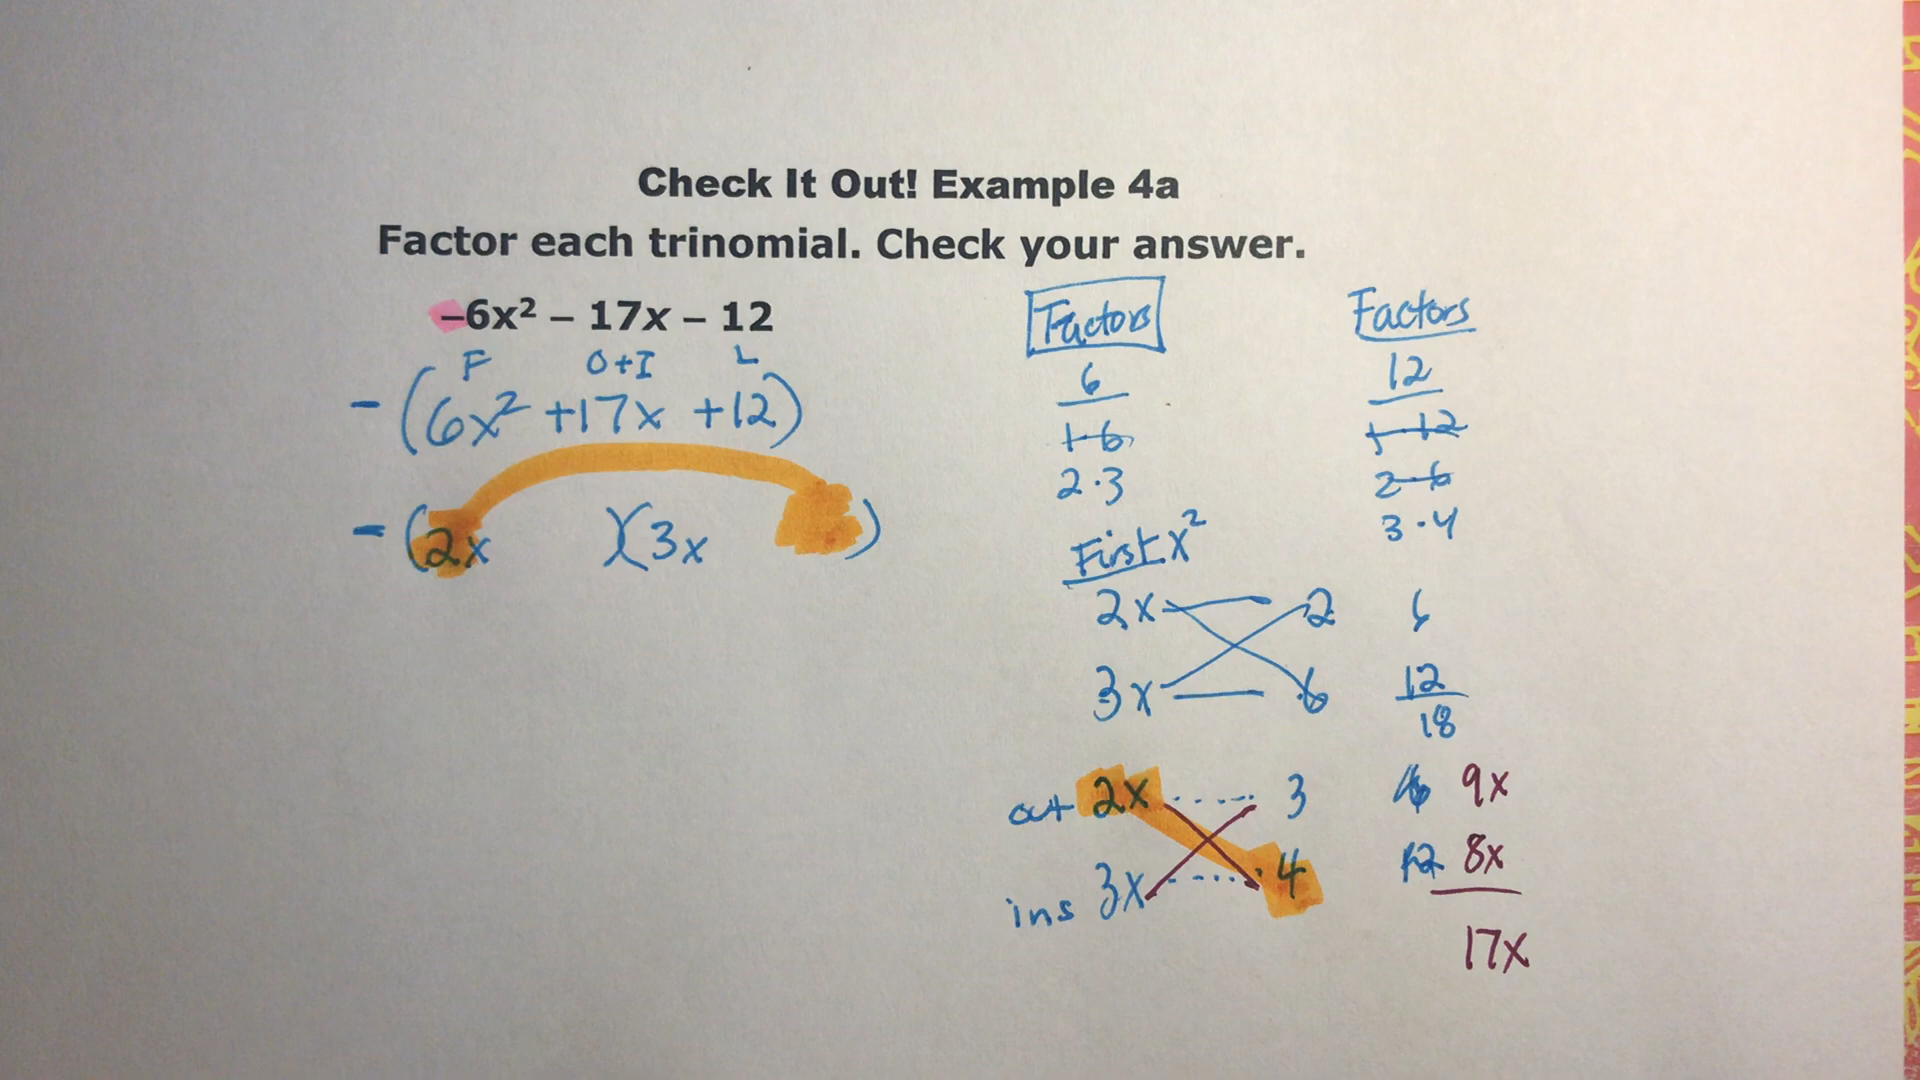 Check It Out! Example 4a
Factor each trinomial. Check your answer.
–6x² – 17x – 12
F O+I L
- (6x² +17x +12)
- (2x )(3x )
Factors
6
1·6
2·3
Factors
12
1·12
2·6
3·4
First x²
2x 2 6
3x 6 12
18
out 2x 3 9x
ins 3x 4 12 8x
17x